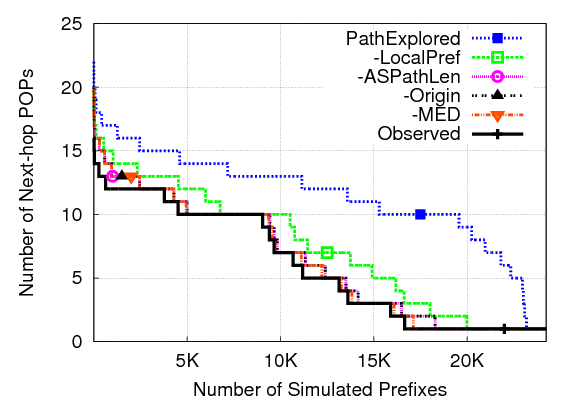 25
20
15
10
5
0
Number of Next-hop POPs
PathExplored
-LocalPref
-ASPathLen
-Origin
-MED
Observed
5K 10K 15K 20K
Number of Simulated Prefixes